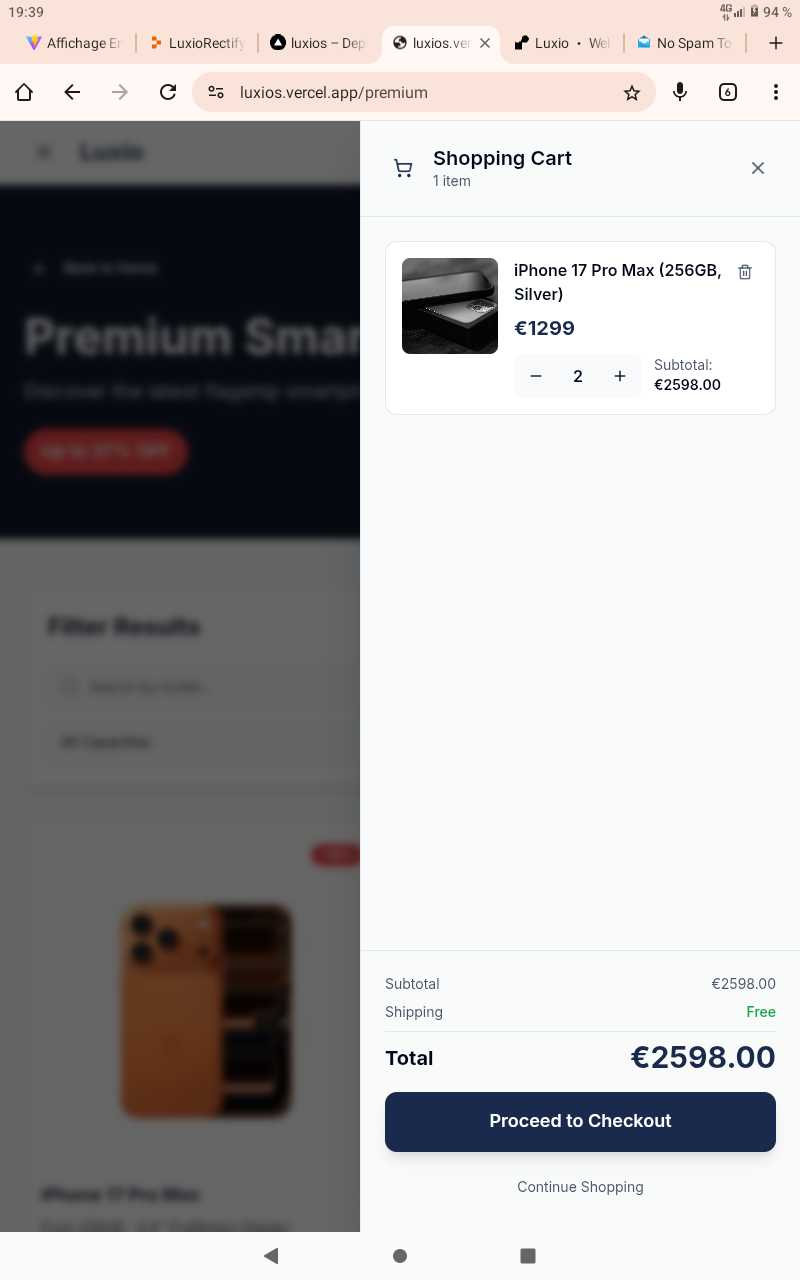 19:39
4G
94 %
Affichage En
LuxioRectify
luxios – Dep
luxios.ver
Luxio • Wel
No Spam To
luxios.vercel.app/premium
6
Luxio
Back to Home
Premium Smar
Discover the latest flagship smartph
Up to 37% OFF
Filter Results
Search by model...
All Capacities
iPhone 17 Pro Max
Shopping Cart
1 item
iPhone 17 Pro Max (256GB,
Silver)
€1299
2
Subtotal:
€2598.00
Subtotal
€2598.00
Shipping
Free
Total
€2598.00
Proceed to Checkout
Continue Shopping